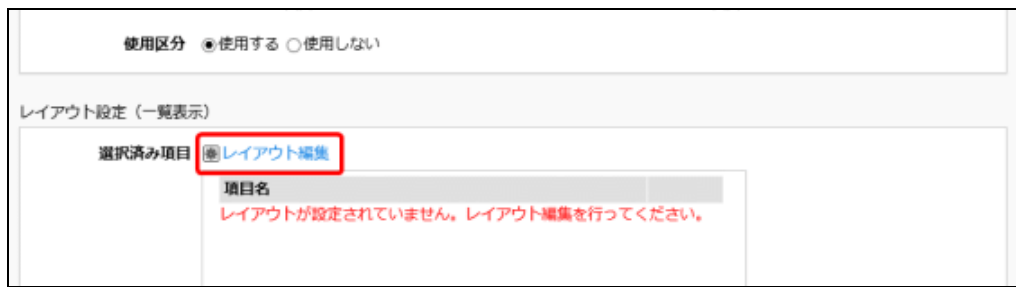 使用区分 ◉使用する ○使用しない
レイアウト設定（一覧表示）
選択済み項目 レイアウト編集
項目名
レイアウトが設定されていません。レイアウト編集を行ってください。